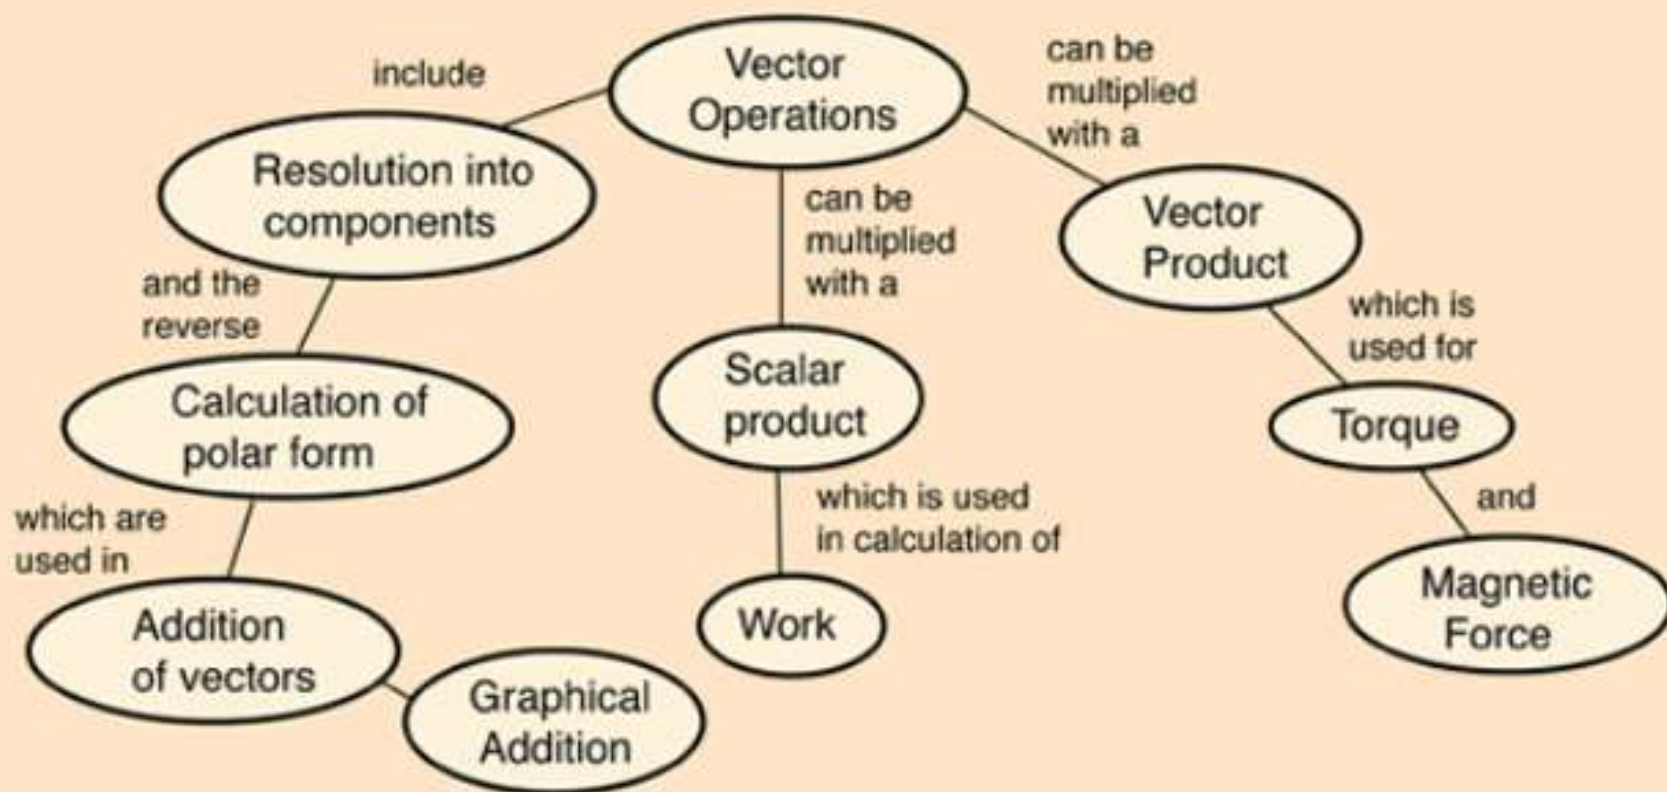 Vector
Operations
include
Resolution into
components
and the
reverse
Calculation of
polar form
which are
used in
Addition
of vectors
Graphical
Addition
can be
multiplied
with a
Scalar
product
which is used
in calculation of
Work
can be
multiplied
with a
Vector
Product
which is
used for
Torque
and
Magnetic
Force